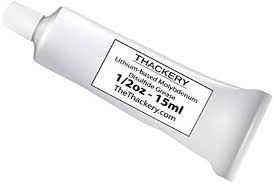 THACKERY
Lithium-based Molybdenum
Disulfide Grease
1/2oz - 15ml
TheThackery.com